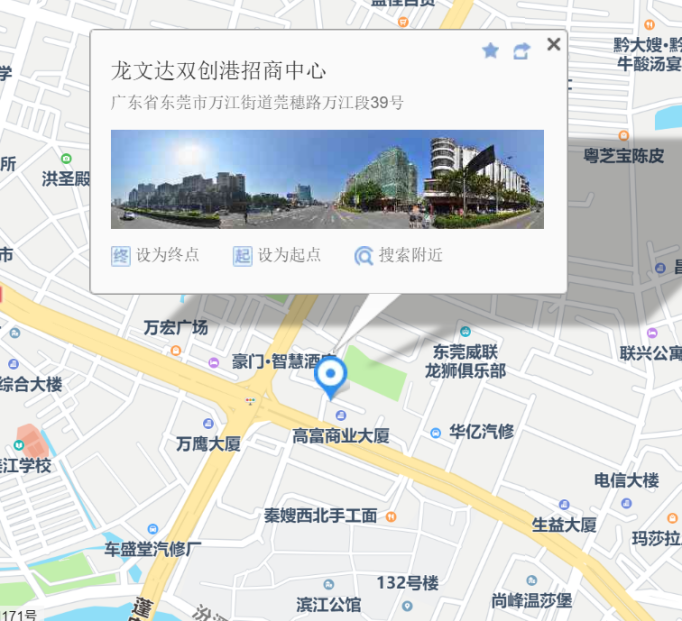 黔大嫂•黔
牛酸汤宴
龙文达双创港招商中心
广东省东莞市万江街道莞穗路万江段39号
粤芝宝陈皮
学
所
洪圣殿
市
终 设为终点
起 设为起点
搜索附近
昌
万宏广场
豪门•智慧酒店
东莞威联
龙狮俱乐部
联兴公寓
综合大楼
万鹰大厦
高富商业大厦
华亿汽修
江学校
电信大楼
秦嫂西北手工面
生益大厦
玛莎拉
车盛堂汽修厂
132号楼
滨江公馆
尚峰温莎堡
蓬
汾
171号